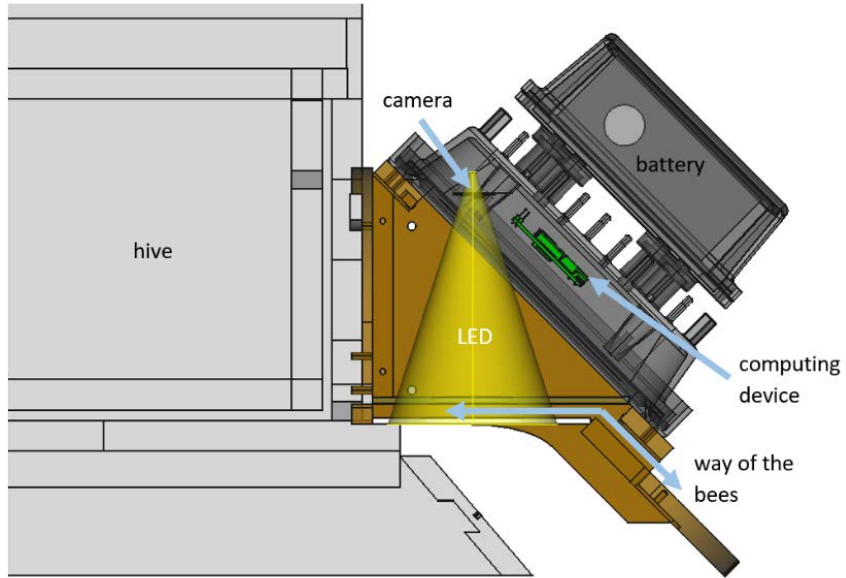 camera
battery
hive
LED
computing
device
way of the
bees